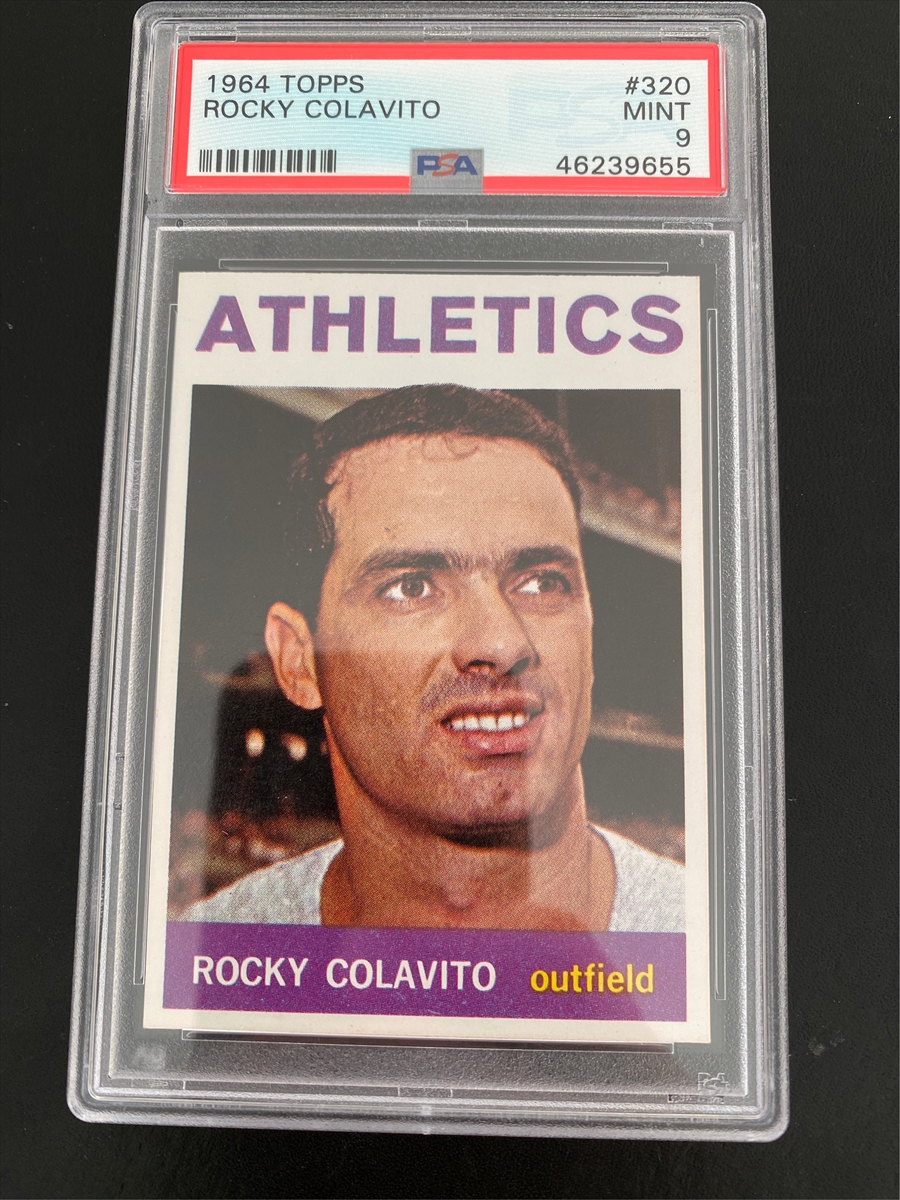 1964 TOPPS #320
ROCKY COLAVITO MINT
9
PSA 46239655
ATHLETICS
ROCKY COLAVITO outfield